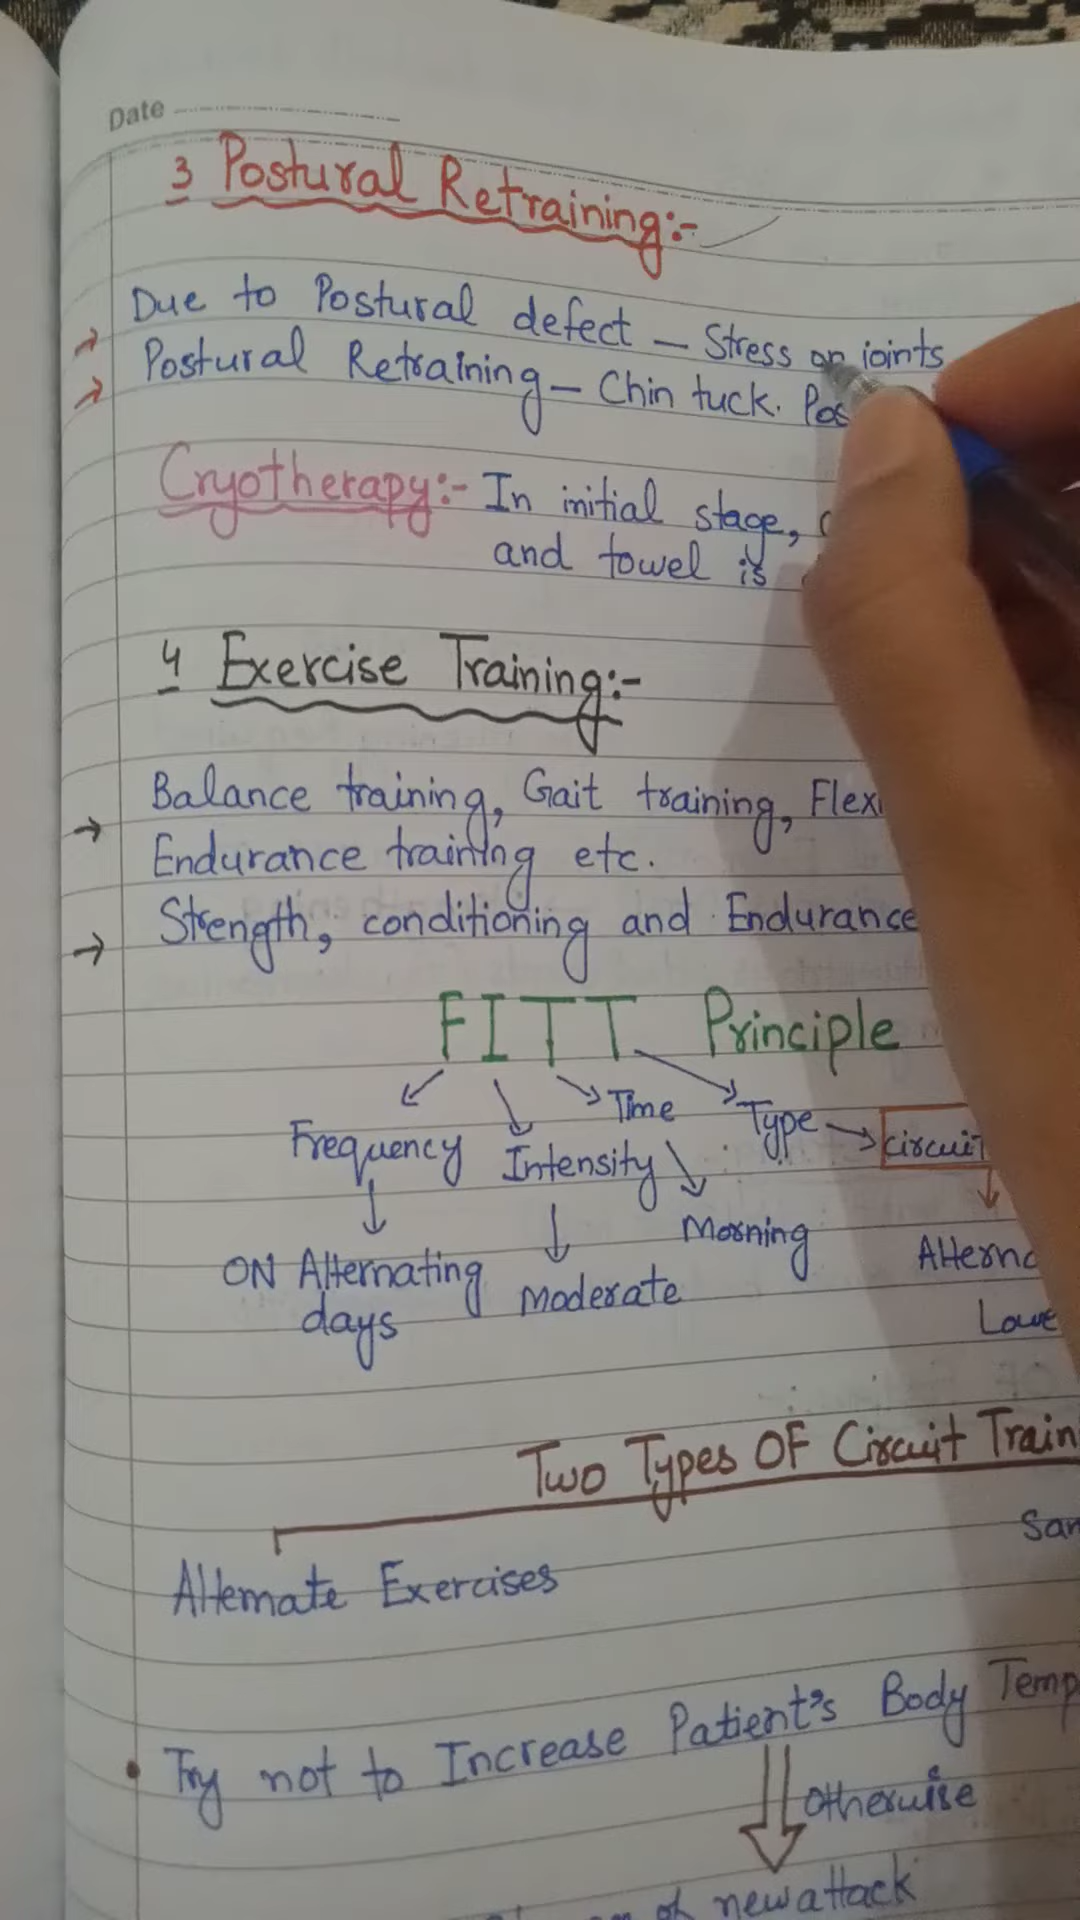 Date
3 Postural Retraining:-
Due to Postural defect - Stress on joints
Postural Retraining - Chin tuck.
Cryotherapy:- In initial stage,
and towel is
4 Exercise Training:-
Balance training, Gait training,
Endurance training etc.
Strength, conditioning and Endurance
FITT Principle
Frequency Intensity Time Type circuit
ON Alternating days Moderate Morning
Two Types OF Circuit
Alternate Exercises
Try not to Increase Patient's Body
Otherwise
of new attack